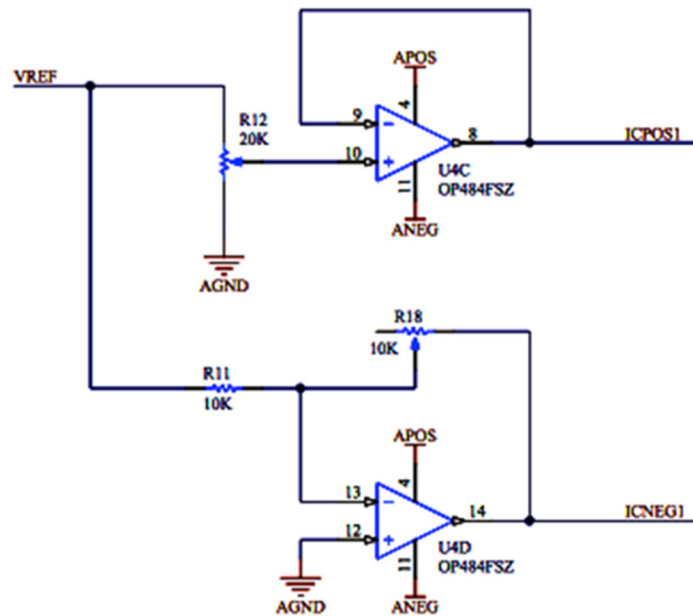 VREF
R12
20K
AGND
APOS
4
9
10
8
ICPOS1
U4C
OP484FSZ
11
ANEG
R18
10K
R11
10K
APOS
4
13
12
14
ICNEG1
U4D
OP484FSZ
11
AGND
ANEG